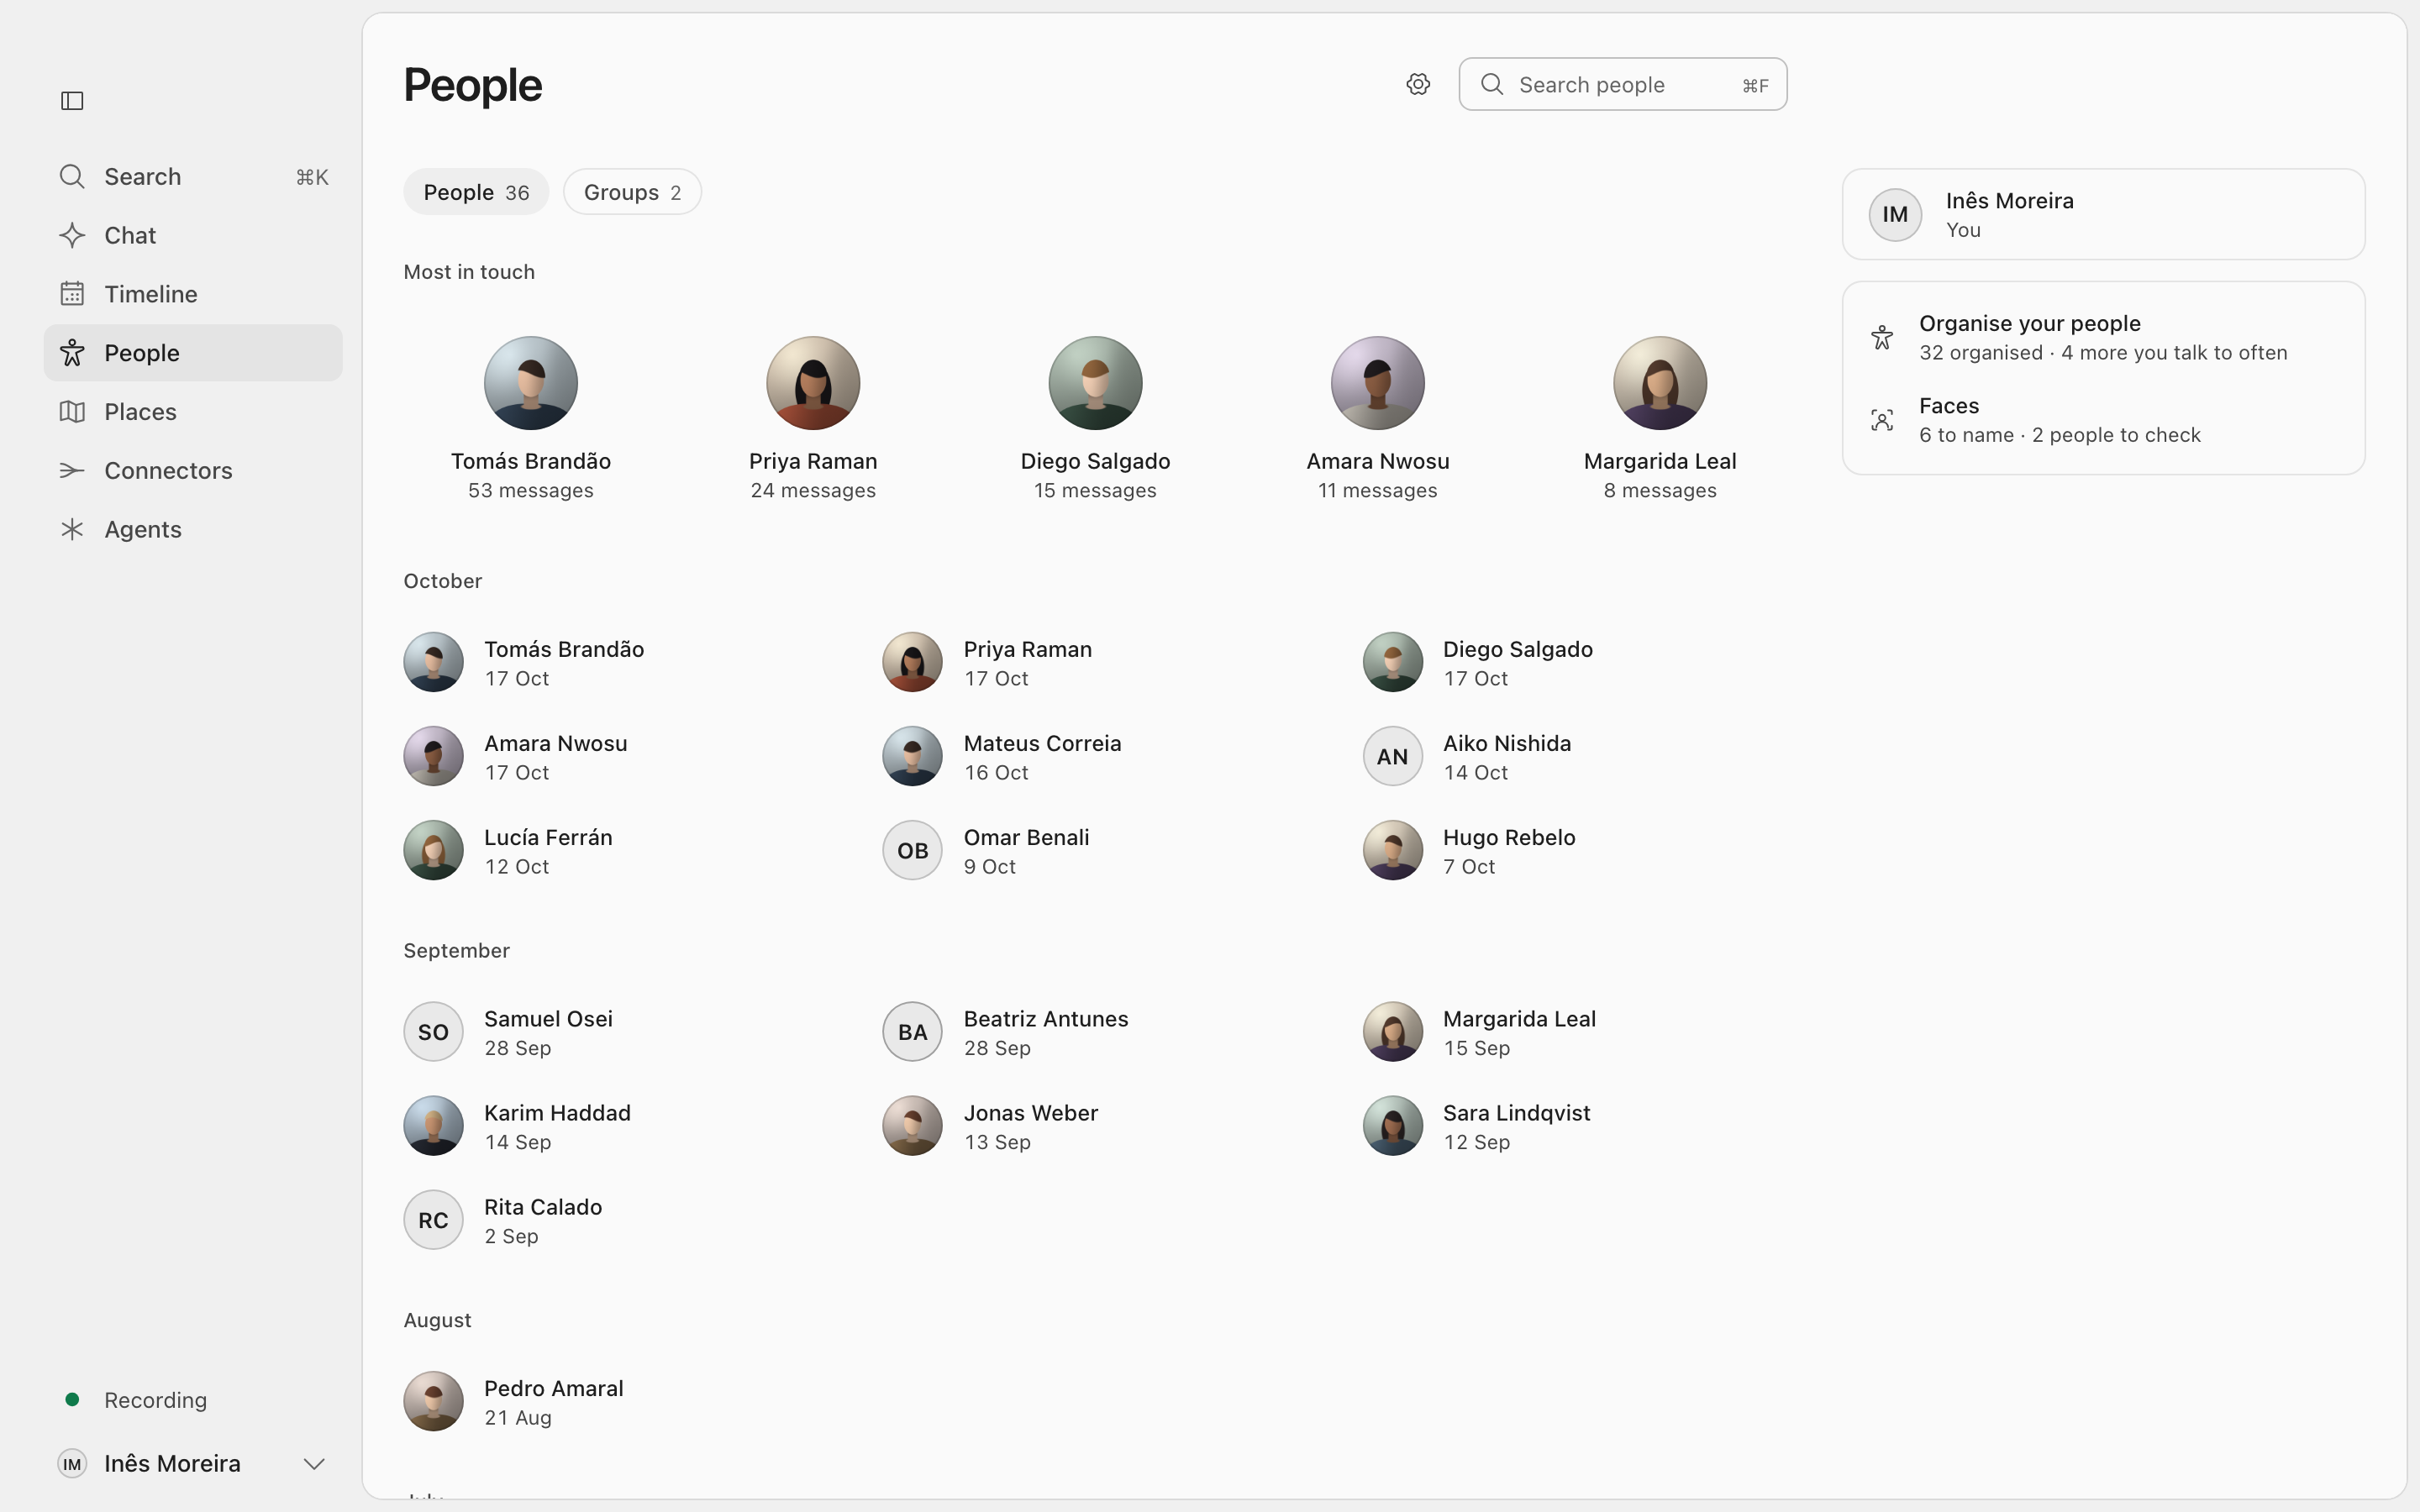 Search ⌘K
Chat
Timeline
People
Places
Connectors
Agents
Recording
IM Inês Moreira
People
Search people ⌘F
People 36 Groups 2
Most in touch
Tomás Brandão
53 messages
Priya Raman
24 messages
Diego Salgado
15 messages
Amara Nwosu
11 messages
Margarida Leal
8 messages
October
Tomás Brandão
17 Oct
Priya Raman
17 Oct
Diego Salgado
17 Oct
Amara Nwosu
17 Oct
Mateus Correia
16 Oct
AN
Aiko Nishida
14 Oct
Lucía Ferrán
12 Oct
OB
Omar Benali
9 Oct
Hugo Rebelo
7 Oct
September
SO
Samuel Osei
28 Sep
BA
Beatriz Antunes
28 Sep
Margarida Leal
15 Sep
Karim Haddad
14 Sep
Jonas Weber
13 Sep
Sara Lindqvist
12 Sep
RC
Rita Calado
2 Sep
August
Pedro Amaral
21 Aug
IM
Inês Moreira
You
Organise your people
32 organised · 4 more you talk to often
Faces
6 to name · 2 people to check